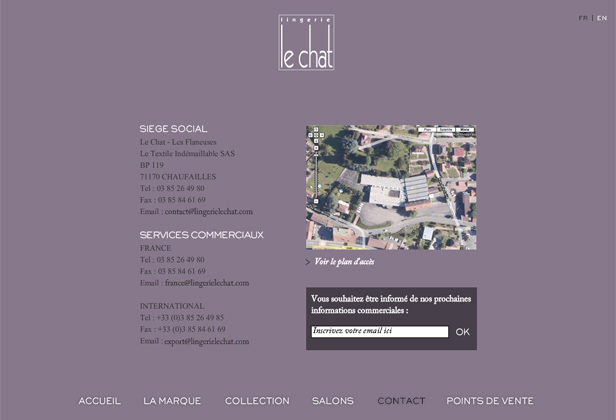 FR | EN
lingerie
le chat
SIEGE SOCIAL
Le Chat - Les Flaneuses
Le Textile Indémaillable SAS
BP 119
71170 CHAUFAILLES
Tel : 03 85 26 49 80
Fax : 03 85 84 61 69
Email : contact@lingerielechat.com
SERVICES COMMERCIAUX
FRANCE
Tel : 03 85 26 49 80
Fax : 03 85 84 61 69
Email : france@lingerielechat.com
INTERNATIONAL
Tel : +33 (0)3 85 26 49 85
Fax : +33 (0)3 85 84 61 69
Email : export@lingerielechat.com
Plan Satellite Mixte
> Voir le plan d'accès
Vous souhaitez être informé de nos prochaines
informations commerciales :
Inscrivez votre email ici OK
ACCUEIL LA MARQUE COLLECTION SALONS CONTACT POINTS DE VENTE